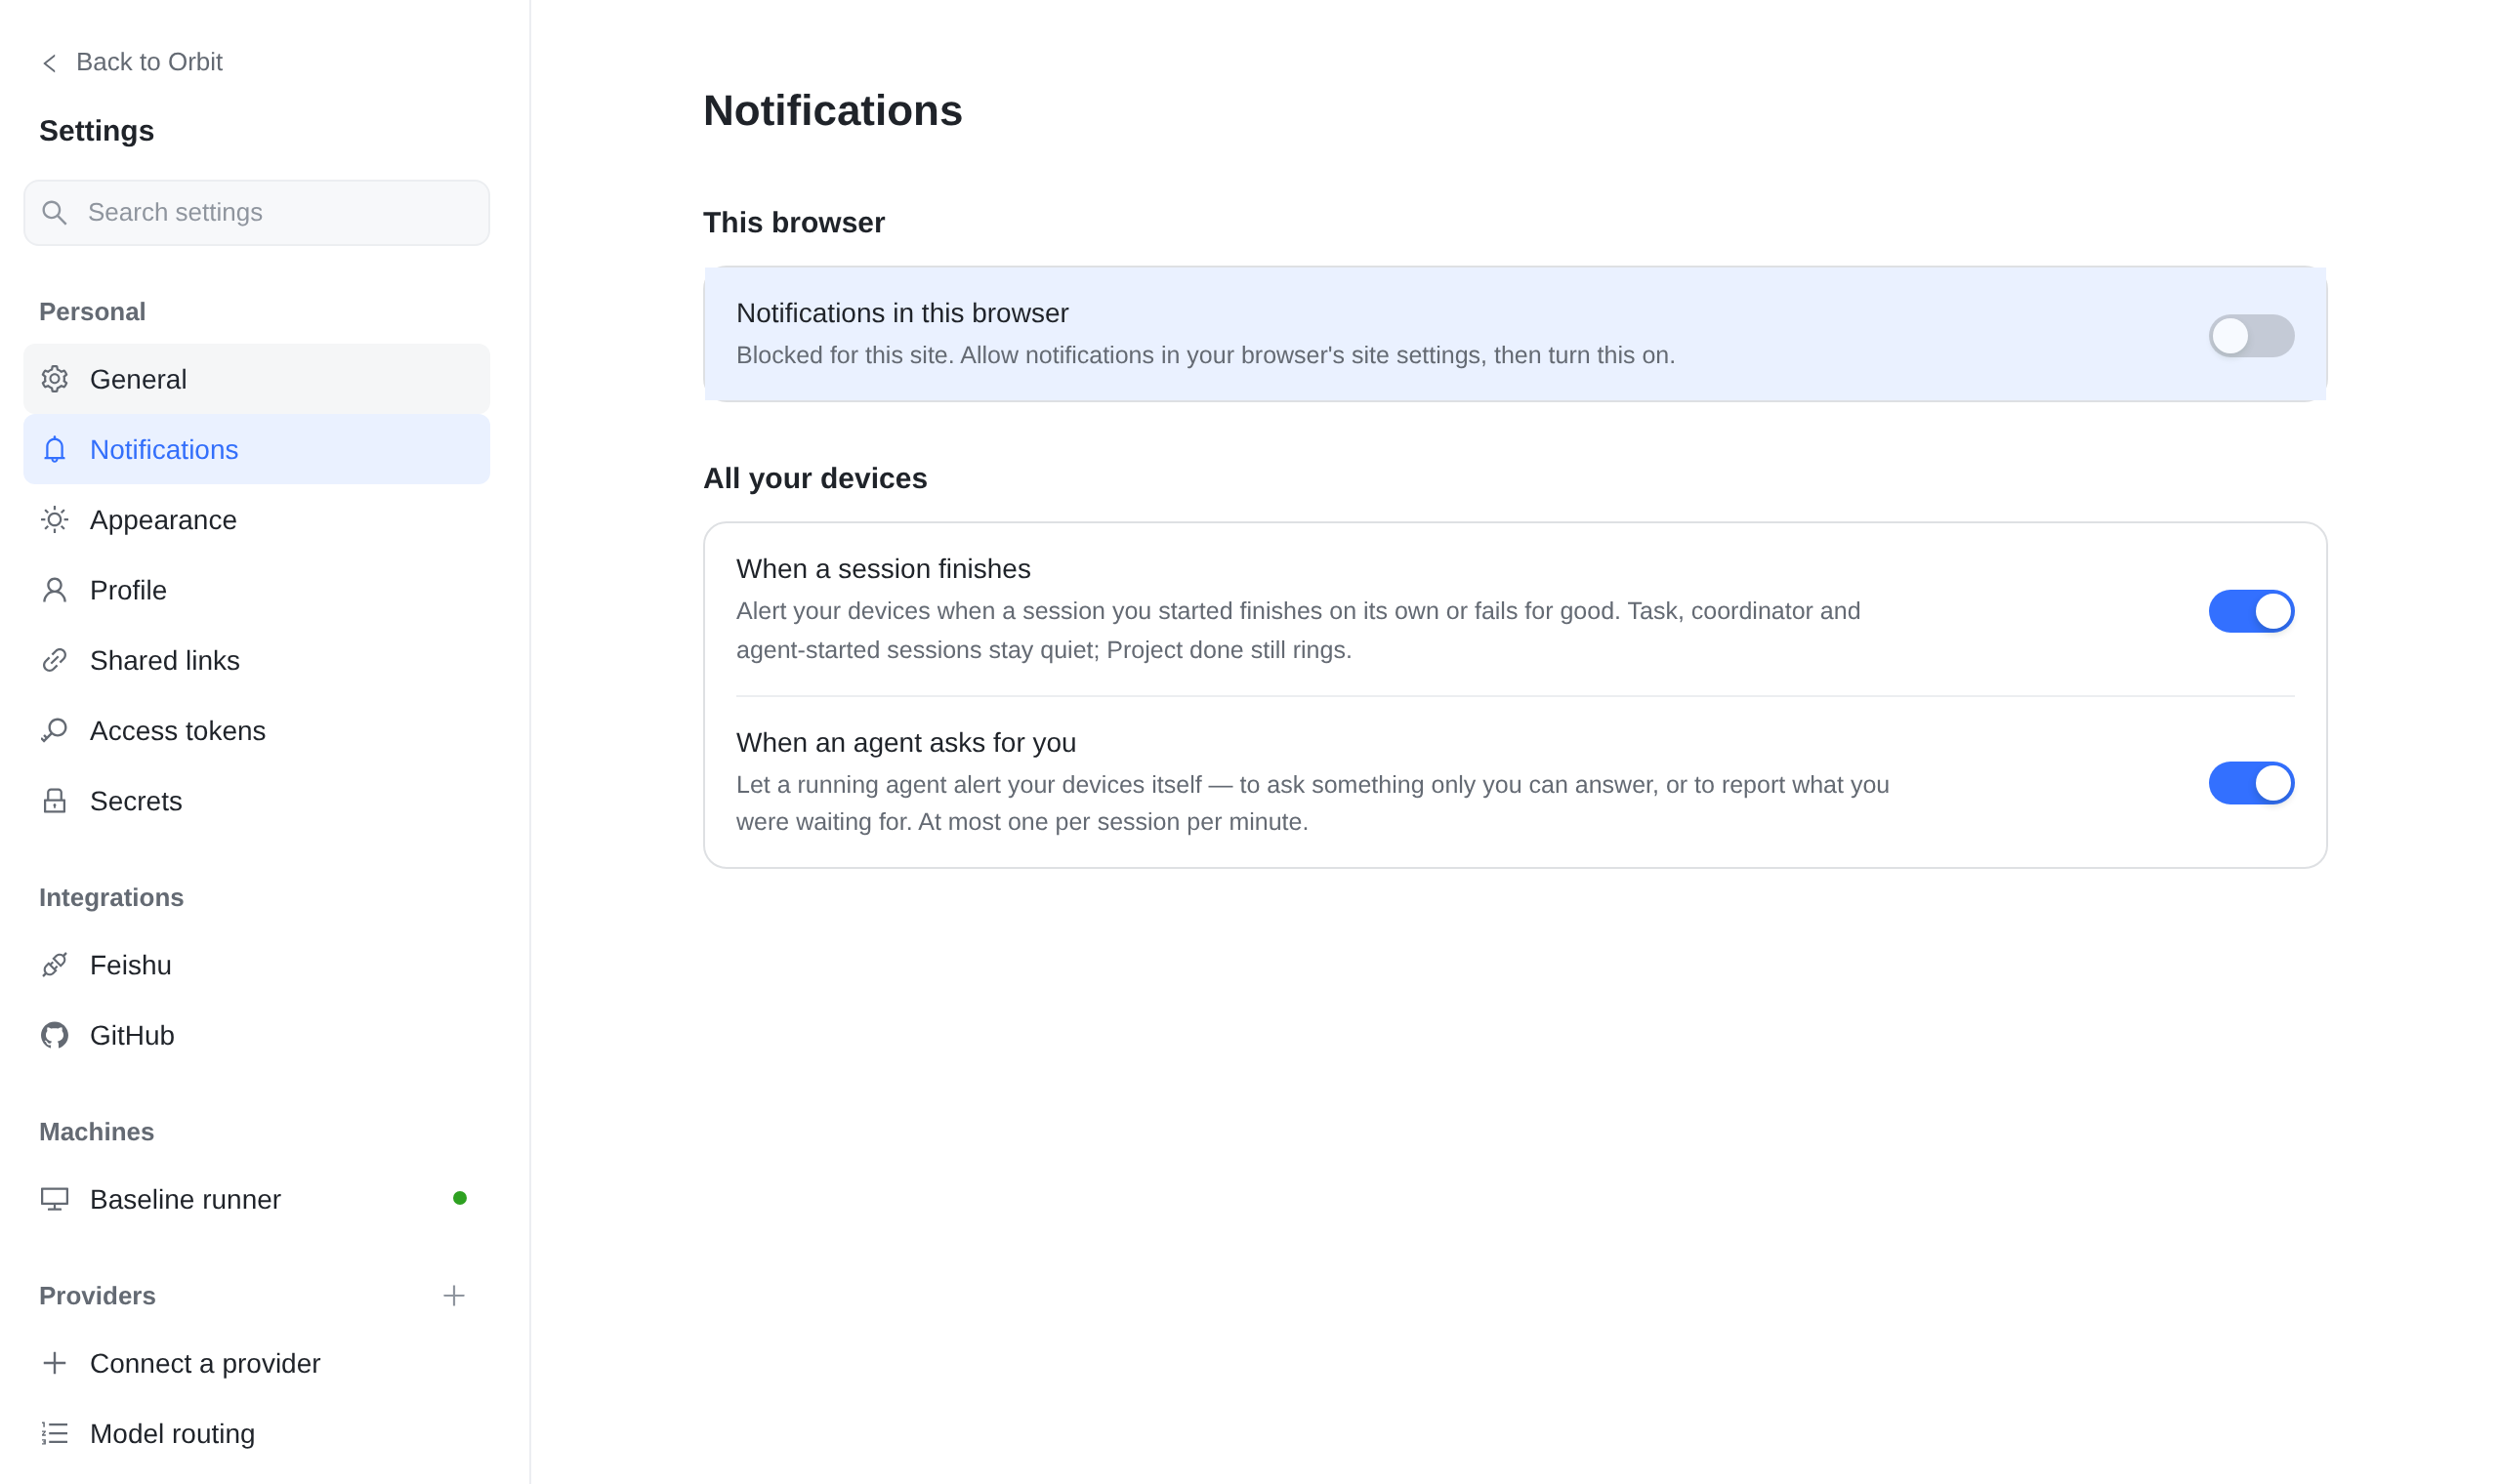 Back to Orbit
Settings
Search settings
Personal
General
Notifications
Appearance
Profile
Shared links
Access tokens
Secrets
Integrations
Feishu
GitHub
Machines
Baseline runner
Providers
Connect a provider
Model routing
Notifications
This browser
Notifications in this browser
Blocked for this site. Allow notifications in your browser's site settings, then turn this on.
All your devices
When a session finishes
Alert your devices when a session you started finishes on its own or fails for good. Task, coordinator and
agent-started sessions stay quiet; Project done still rings.
When an agent asks for you
Let a running agent alert your devices itself — to ask something only you can answer, or to report what you
were waiting for. At most one per session per minute.